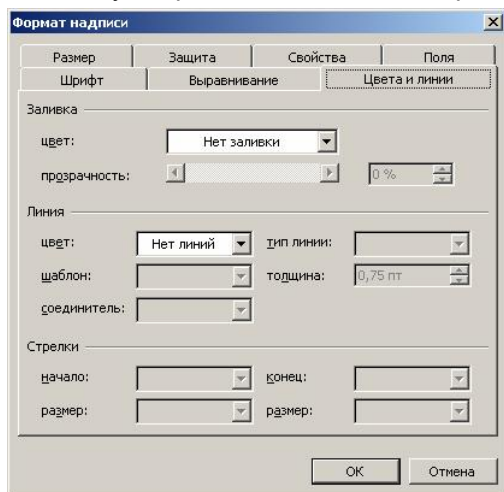 Формат надписи
Размер Защита Свойства Поля
Шрифт Выравнивание Цвета и линии
Заливка
цвет: Нет заливки
прозрачность: 0 %
Линия
цвет: Нет линий тип линии:
шаблон: толщина: 0,75 пт
соединитель:
Стрелки
начало: конец:
размер: размер:
ОК Отмена